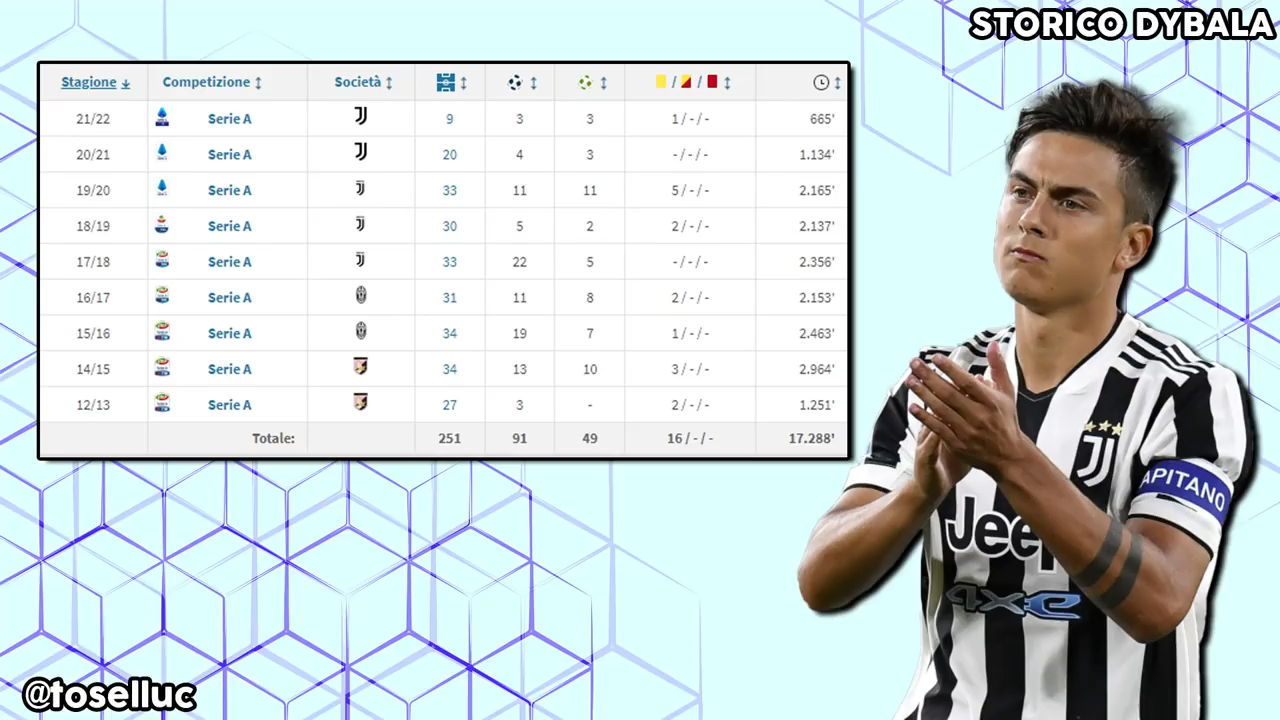 STORICO DYBALA
Stagione Competizione Società / /
21/22 Serie A 9 3 3 1 / - / - 665'
20/21 Serie A 20 4 3 - / - / - 1.134'
19/20 Serie A 33 11 11 5 / - / - 2.165'
18/19 Serie A 30 5 2 2 / - / - 2.137'
17/18 Serie A 33 22 5 - / - / - 2.356'
16/17 Serie A 31 11 8 2 / - / - 2.153'
15/16 Serie A 34 19 7 1 / - / - 2.463'
14/15 Serie A 34 13 10 3 / - / - 2.964'
12/13 Serie A 27 3 - 2 / - / - 1.251'
Totale: 251 91 49 16 / - / - 17.288'
APITANO
Jeep
4xe
@toselluc